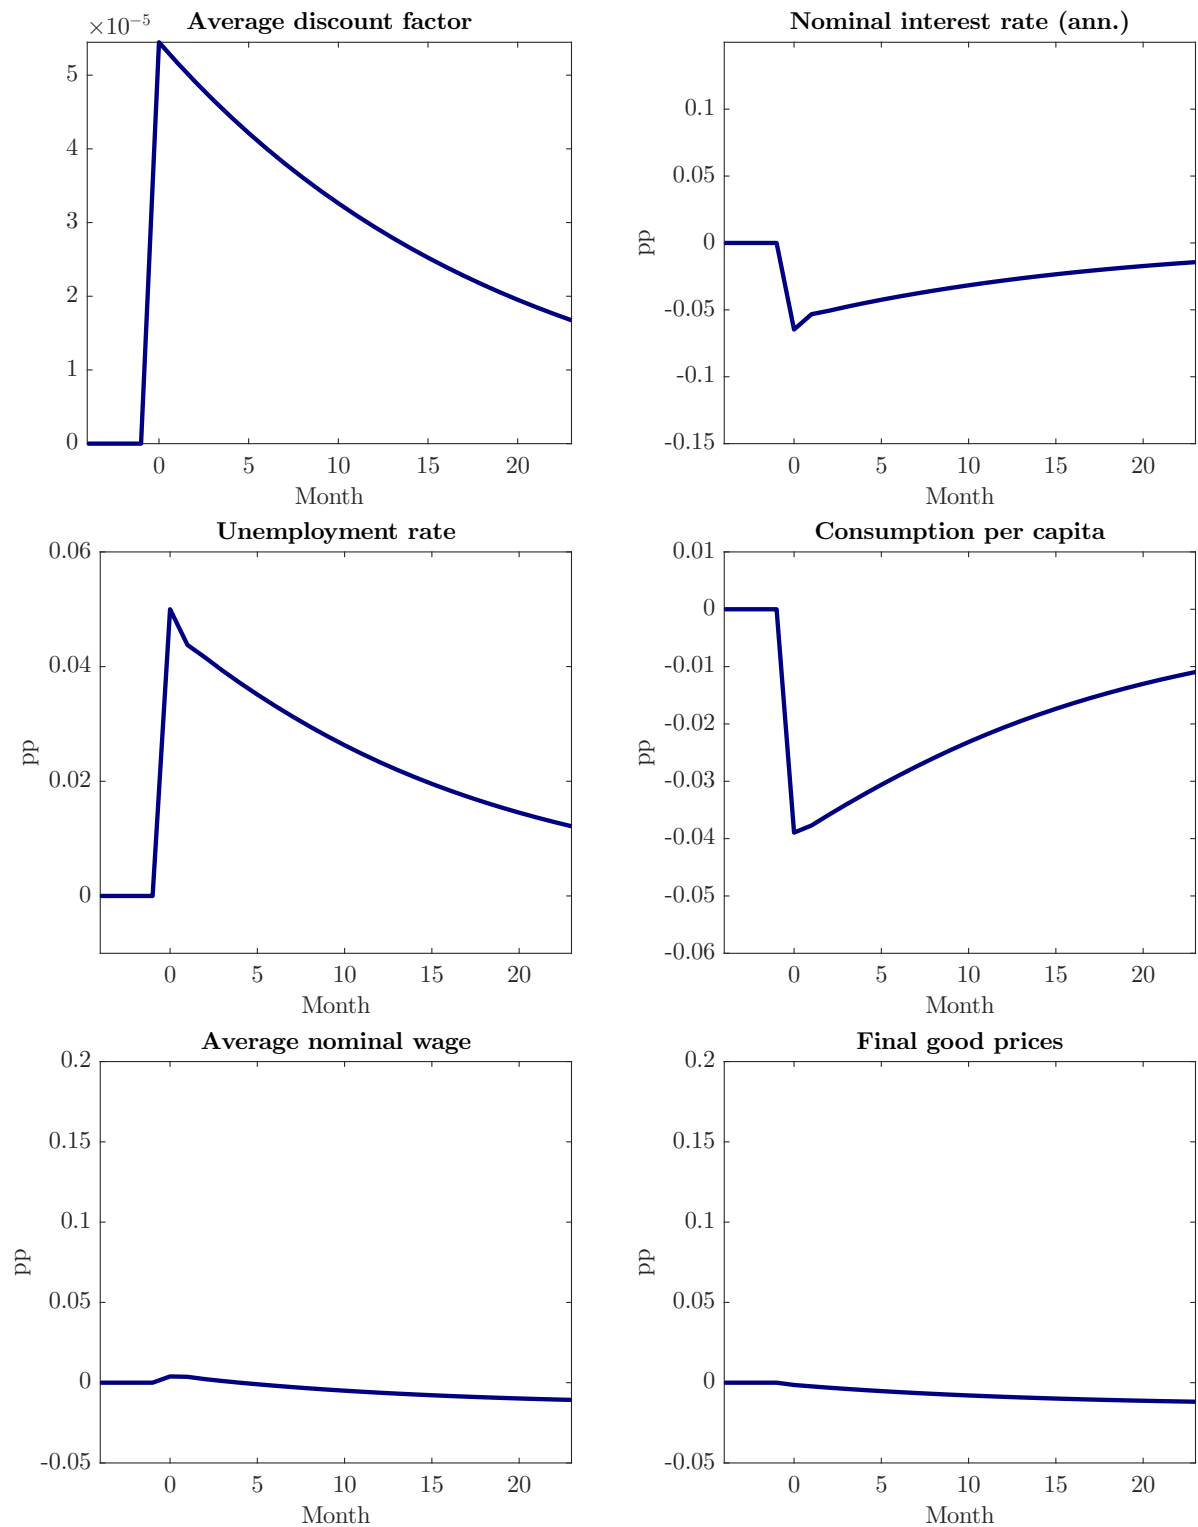 Average discount factor
×10⁻⁵
5
4
3
2
1
0
0 5 10 15 20
Month
Nominal interest rate (ann.)
pp
0.1
0.05
0
-0.05
-0.1
-0.15
0 5 10 15 20
Month
Unemployment rate
pp
0.06
0.04
0.02
0
0 5 10 15 20
Month
Consumption per capita
pp
0.01
0
-0.01
-0.02
-0.03
-0.04
-0.05
-0.06
0 5 10 15 20
Month
Average nominal wage
pp
0.2
0.15
0.1
0.05
0
-0.05
0 5 10 15 20
Month
Final good prices
pp
0.2
0.15
0.1
0.05
0
-0.05
0 5 10 15 20
Month